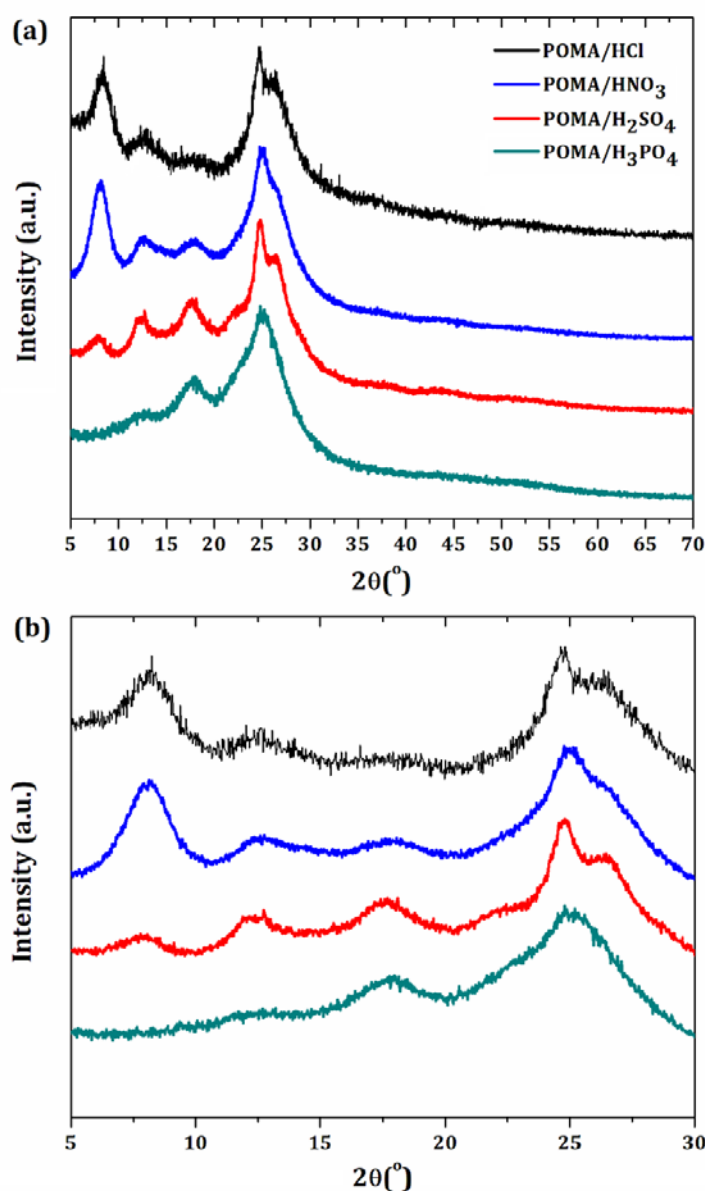 (a)
POMA/HCl
POMA/HNO₃
POMA/H₂SO₄
POMA/H₃PO₄
Intensity (a.u.)
5 10 15 20 25 30 35 40 45 50 55 60 65 70
2θ(°)
(b)
Intensity (a.u.)
5 10 15 20 25 30
2θ(°)